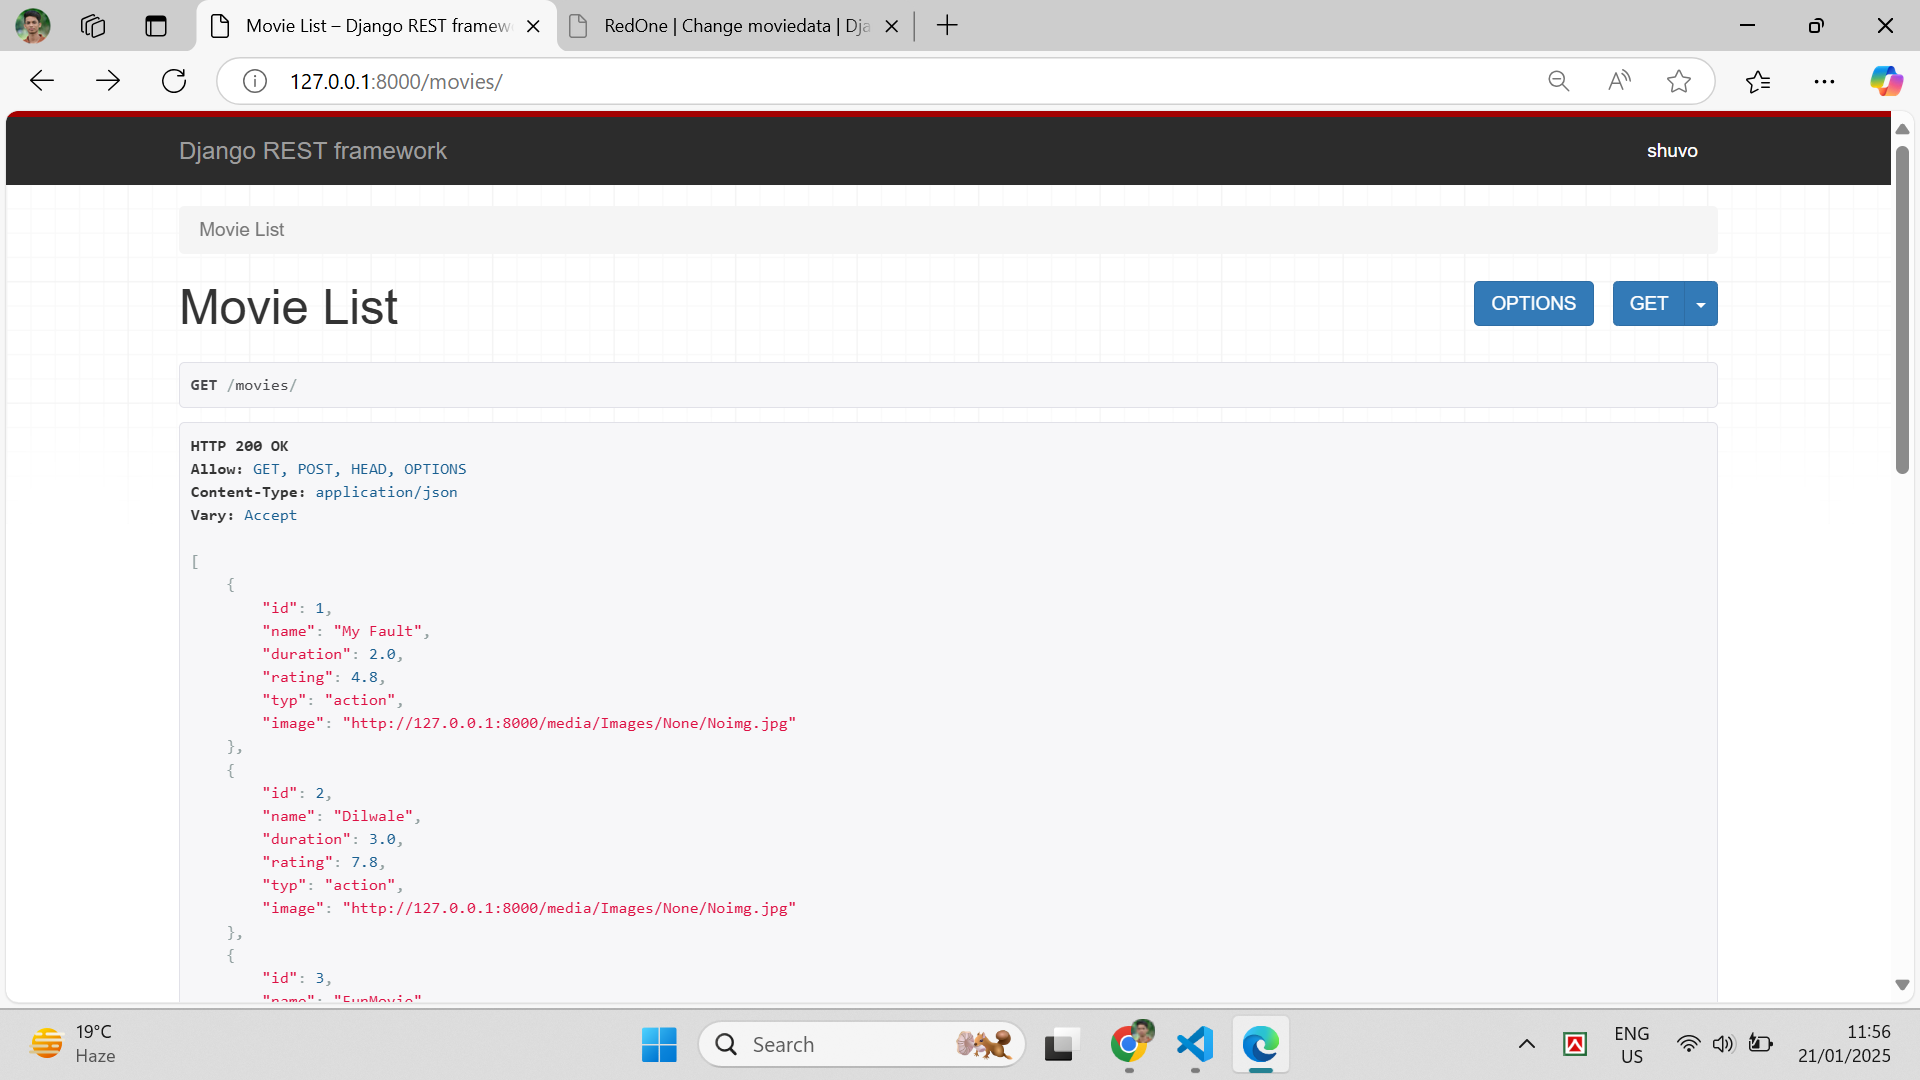 Movie List – Django REST framew
RedOne | Change moviedata | Dja
127.0.0.1:8000/movies/
Django REST framework
shuvo
Movie List
Movie List
OPTIONS
GET
GET /movies/
HTTP 200 OK
Allow: GET, POST, HEAD, OPTIONS
Content-Type: application/json
Vary: Accept
[
{
"id": 1,
"name": "My Fault",
"duration": 2.0,
"rating": 4.8,
"typ": "action",
"image": "http://127.0.0.1:8000/media/Images/None/Noimg.jpg"
},
{
"id": 2,
"name": "Dilwale",
"duration": 3.0,
"rating": 7.8,
"typ": "action",
"image": "http://127.0.0.1:8000/media/Images/None/Noimg.jpg"
},
{
"id": 3,
"name": "FunMovie"
19°C
Haze
Search
ENG
US
11:56
21/01/2025